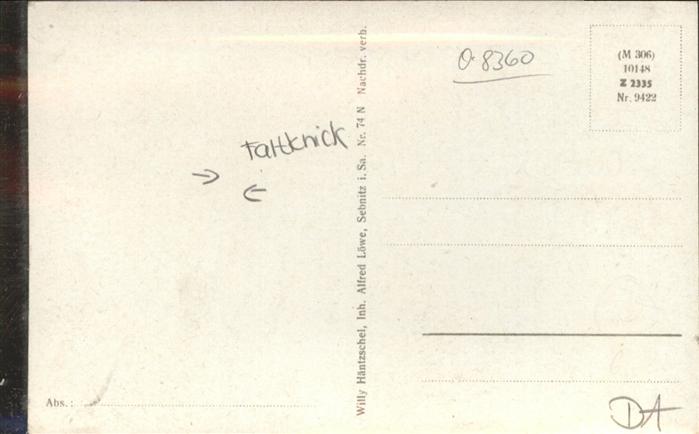 O-8360
(M 306)
10148
Z 2335
Nr. 9422
Faltknick
→
←
Willy Häntzschel, Inh. Alfred Löwe, Sebnitz i. Sa. Nr. 74 N Nachdr. verb.
Abs.:
DA